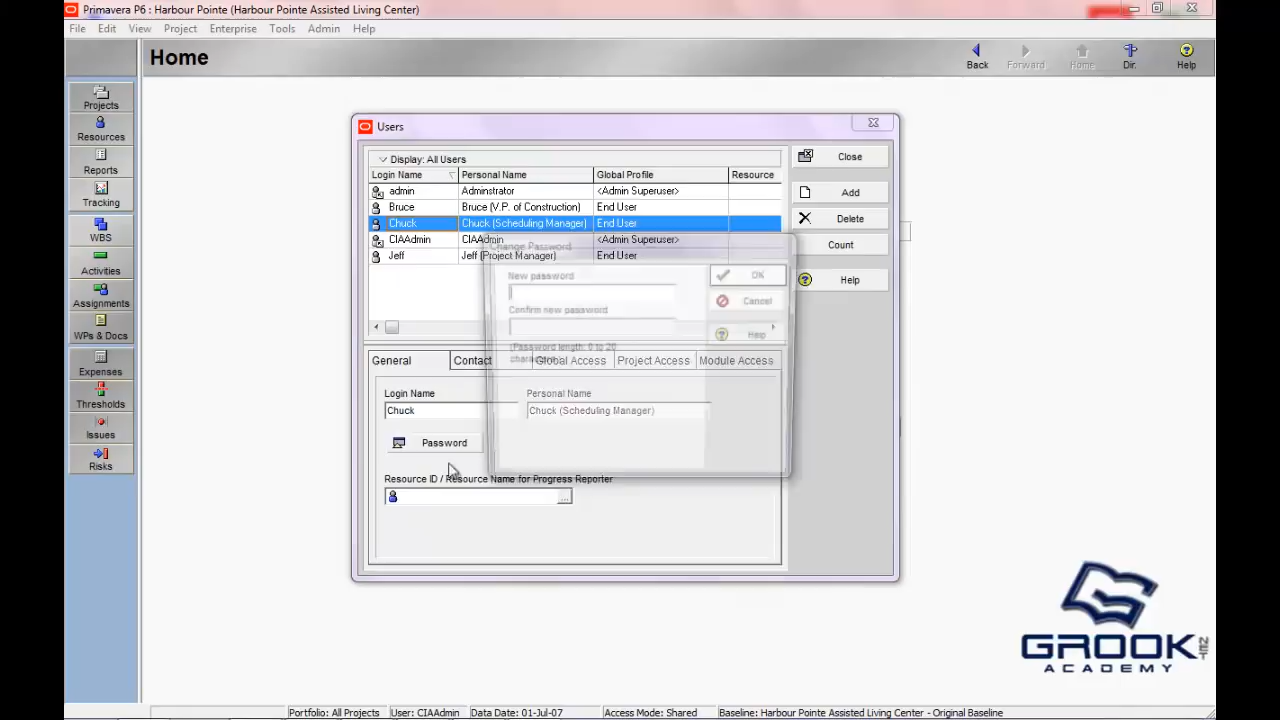 Primavera P6 : Harbour Pointe (Harbour Pointe Assisted Living Center)
File Edit View Project Enterprise Tools Admin Help
Home
Back Forward Home Dir. Help
Projects
Resources
Reports
Tracking
WBS
Activities
Assignments
WPs & Docs
Expenses
Thresholds
Issues
Risks
Users
Display: All Users
Login Name Personal Name Global Profile Resource
admin Adminstrator <Admin Superuser>
Bruce Bruce (V.P. of Construction) End User
Chuck Chuck (Scheduling Manager) End User
CIAAdmin CIAAdmin <Admin Superuser>
Jeff Jeff (Project Manager) End User
Close
Add
Delete
Count
Help
Change Password
New password
OK
Cancel
Confirm new password
Help
(Password length: 0 to 20
General Contact Global Access Project Access Module Access
Login Name Personal Name
Chuck Chuck (Scheduling Manager)
Password
Resource ID / Resource Name for Progress Reporter
...
GROOK
.NET
ACADEMY
Portfolio: All Projects User: CIAAdmin Data Date: 01-Jul-07 Access Mode: Shared Baseline: Harbour Pointe Assisted Living Center - Original Baseline